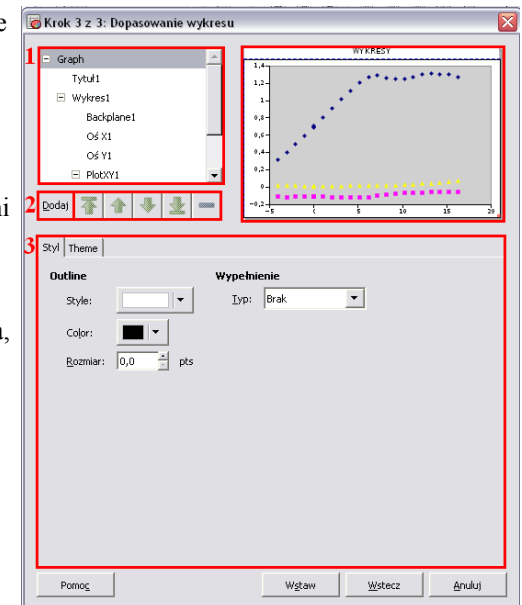 e
ni
a,
Krok 3 z 3: Dopasowanie wykresu
1
Graph
Tytuł1
Wykres1
Backplane1
Oś X1
Oś Y1
PlotXY1
WYKRESY
1,4
1,2
1
0,8
0,6
0,4
0,2
0
-0,2
-5
0
5
10
15
20
2
Dodaj
3
Styl
Theme
Outline
Style:
Color:
Rozmiar:
0,0
pts
Wypełnienie
Typ:
Brak
Pomoc
Wstaw
Wstecz
Anuluj